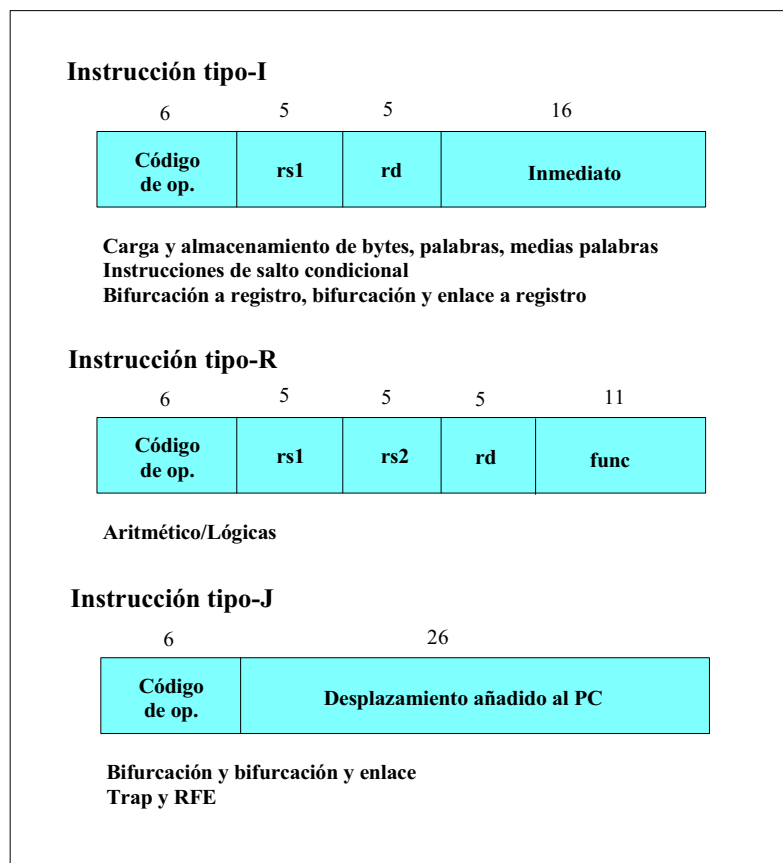 Instrucción tipo-I
6 5 5 16
Código de op. rs1 rd Inmediato
Carga y almacenamiento de bytes, palabras, medias palabras
Instrucciones de salto condicional
Bifurcación a registro, bifurcación y enlace a registro
Instrucción tipo-R
6 5 5 5 11
Código de op. rs1 rs2 rd func
Aritmético/Lógicas
Instrucción tipo-J
6 26
Código de op. Desplazamiento añadido al PC
Bifurcación y bifurcación y enlace
Trap y RFE